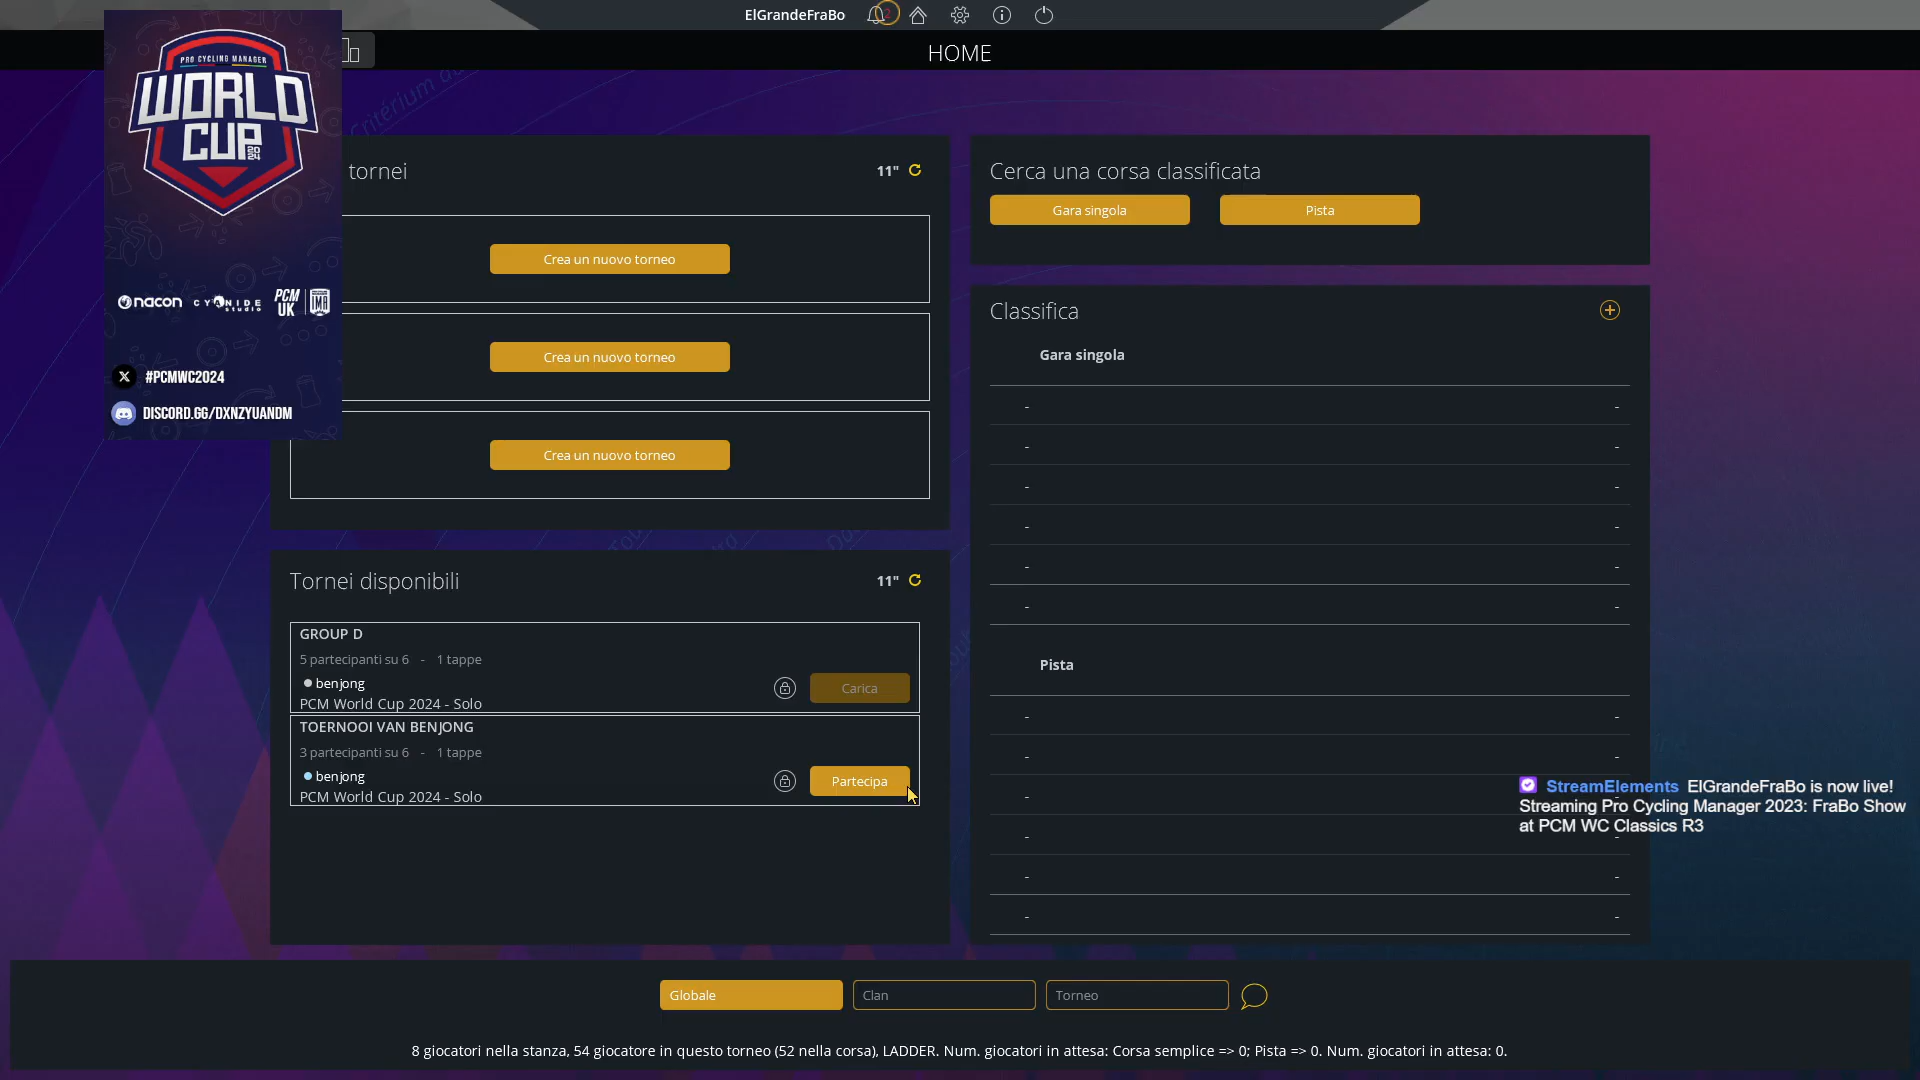 ElGrandeFraBo
2
HOME
PRO CYCLING MANAGER
WORLD
CUP
2024
nacon
CYANIDE
studio
PCM
UK
#PCMWC2024
DISCORD.GG/DXNZYUANDM
tornei
11"
Crea un nuovo torneo
Crea un nuovo torneo
Crea un nuovo torneo
Tornei disponibili
11"
GROUP D
5 partecipanti su 6 - 1 tappe
benjong
Carica
PCM World Cup 2024 - Solo
TOERNOOI VAN BENJONG
3 partecipanti su 6 - 1 tappe
benjong
Partecipa
PCM World Cup 2024 - Solo
Cerca una corsa classificata
Gara singola
Pista
Classifica
Gara singola
- -
- -
- -
- -
- -
- -
Pista
- -
- -
- -
- -
- -
- -
StreamElements ElGrandeFraBo is now live!
Streaming Pro Cycling Manager 2023: FraBo Show
at PCM WC Classics R3
Globale
Clan
Torneo
8 giocatori nella stanza, 54 giocatore in questo torneo (52 nella corsa), LADDER. Num. giocatori in attesa: Corsa semplice => 0; Pista => 0. Num. giocatori in attesa: 0.